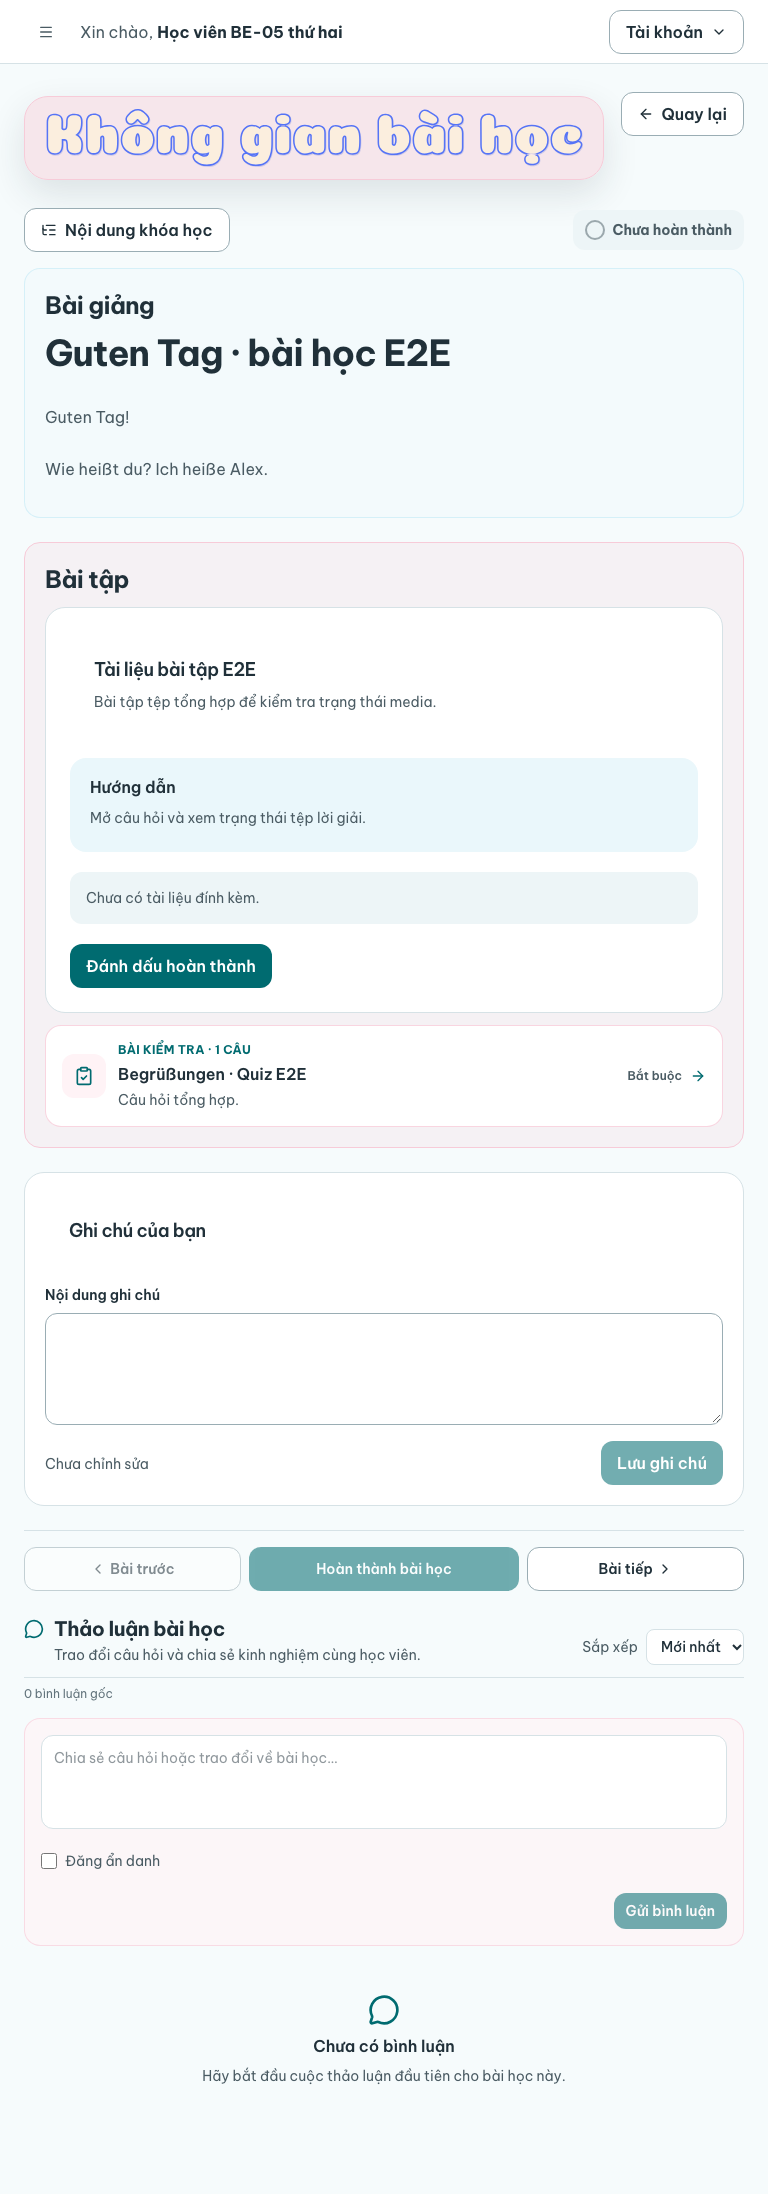 Xin chào, Học viên BE-05 thứ hai
Tài khoản
Không gian bài học
Quay lại
Nội dung khóa học
Chưa hoàn thành
Bài giảng
Guten Tag · bài học E2E
Guten Tag!
Wie heißt du? Ich heiße Alex.
Bài tập
Tài liệu bài tập E2E
Bài tập tệp tổng hợp để kiểm tra trạng thái media.
Hướng dẫn
Mở câu hỏi và xem trạng thái tệp lời giải.
Chưa có tài liệu đính kèm.
Đánh dấu hoàn thành
BÀI KIỂM TRA · 1 CÂU
Begrüßungen · Quiz E2E
Câu hỏi tổng hợp.
Bắt buộc
Ghi chú của bạn
Nội dung ghi chú
Chưa chỉnh sửa
Lưu ghi chú
Bài trước
Hoàn thành bài học
Bài tiếp
Thảo luận bài học
Trao đổi câu hỏi và chia sẻ kinh nghiệm cùng học viên.
Sắp xếp
Mới nhất
0 bình luận gốc
Chia sẻ câu hỏi hoặc trao đổi về bài học...
Đăng ẩn danh
Gửi bình luận
Chưa có bình luận
Hãy bắt đầu cuộc thảo luận đầu tiên cho bài học này.